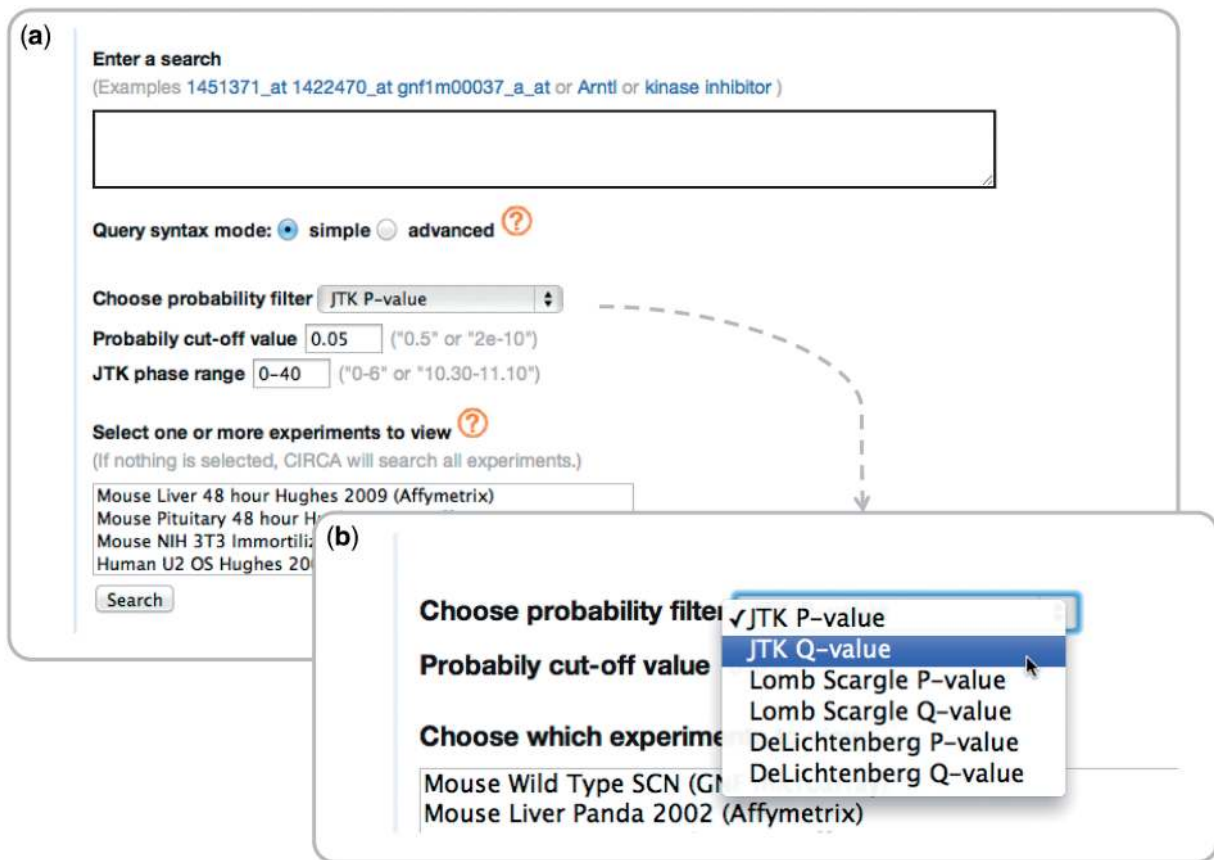 (a)
Enter a search
(Examples 1451371_at 1422470_at gnf1m00037_a_at or Arntl or kinase inhibitor )
Query syntax mode: simple advanced ?
Choose probability filter JTK P-value
Probabily cut-off value 0.05 ("0.5" or "2e-10")
JTK phase range 0-40 ("0-6" or "10.30-11.10")
Select one or more experiments to view ?
(If nothing is selected, CIRCA will search all experiments.)
Mouse Liver 48 hour Hughes 2009 (Affymetrix)
Mouse Pituitary 48 hour
Mouse NIH 3T3
Human U2 OS Hughes
Search
(b)
Choose probability filter
✓JTK P-value
JTK Q-value
Lomb Scargle P-value
Lomb Scargle Q-value
DeLichtenberg P-value
DeLichtenberg Q-value
Probabily cut-off value
Choose which
Mouse Wild Type SCN
Mouse Liver Panda 2002 (Affymetrix)